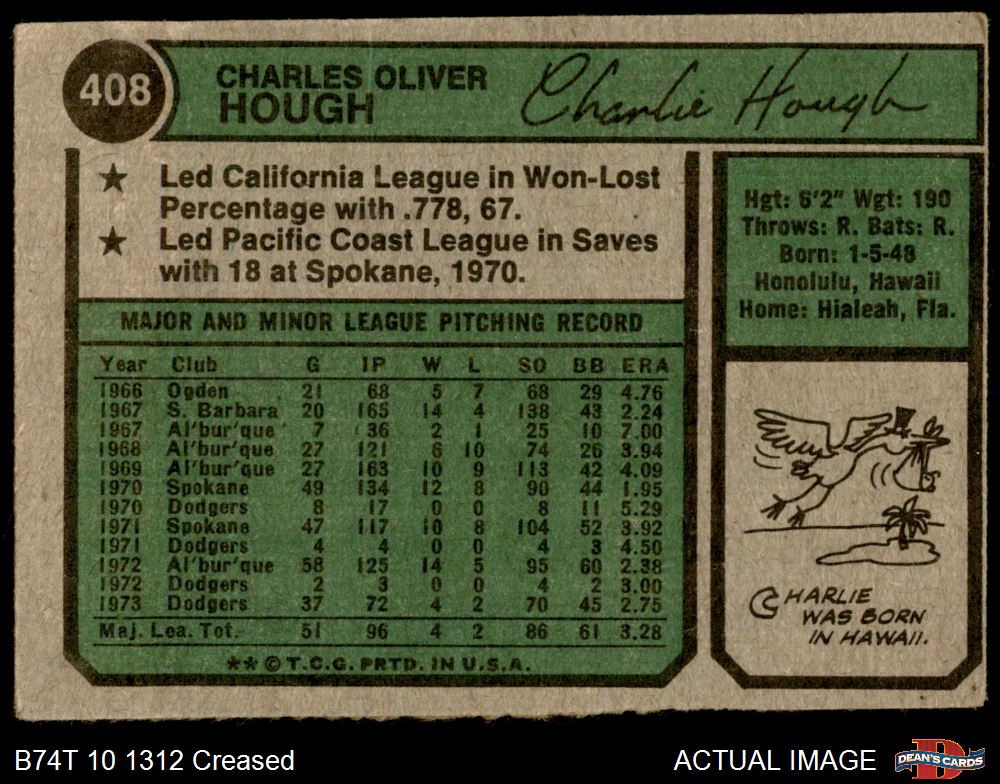 408
CHARLES OLIVER
HOUGH
Charlie Hough
★ Led California League in Won-Lost
Percentage with .778, 67.
★ Led Pacific Coast League in Saves
with 18 at Spokane, 1970.
MAJOR AND MINOR LEAGUE PITCHING RECORD
Year Club G IP W L SO BB ERA
1966 Ogden 21 68 5 7 68 29 4.76
1967 S. Barbara 20 165 14 4 138 43 2.24
1967 Al'bur'que 7 36 2 1 25 10 7.00
1968 Al'bur'que 27 121 6 10 74 26 3.94
1969 Al'bur'que 27 163 10 9 113 42 4.09
1970 Spokane 49 134 12 8 90 44 1.95
1970 Dodgers 8 17 0 0 8 11 5.29
1971 Spokane 47 117 10 8 104 52 3.92
1971 Dodgers 4 4 0 0 4 3 4.50
1972 Al'bur'que 58 125 14 5 95 60 2.38
1972 Dodgers 2 3 0 0 4 2 3.00
1973 Dodgers 37 72 4 2 70 45 2.75
Maj. Lea. Tot. 51 96 4 2 86 61 3.28
** © T.C.G. PRTD. IN U.S.A.
Hgt: 6'2" Wgt: 190
Throws: R. Bats: R.
Born: 1-5-48
Honolulu, Hawaii
Home: Hialeah, Fla.
CHARLIE
WAS BORN
IN HAWAII.
B74T 10 1312 Creased
ACTUAL IMAGE
D
DEAN'S CARDS